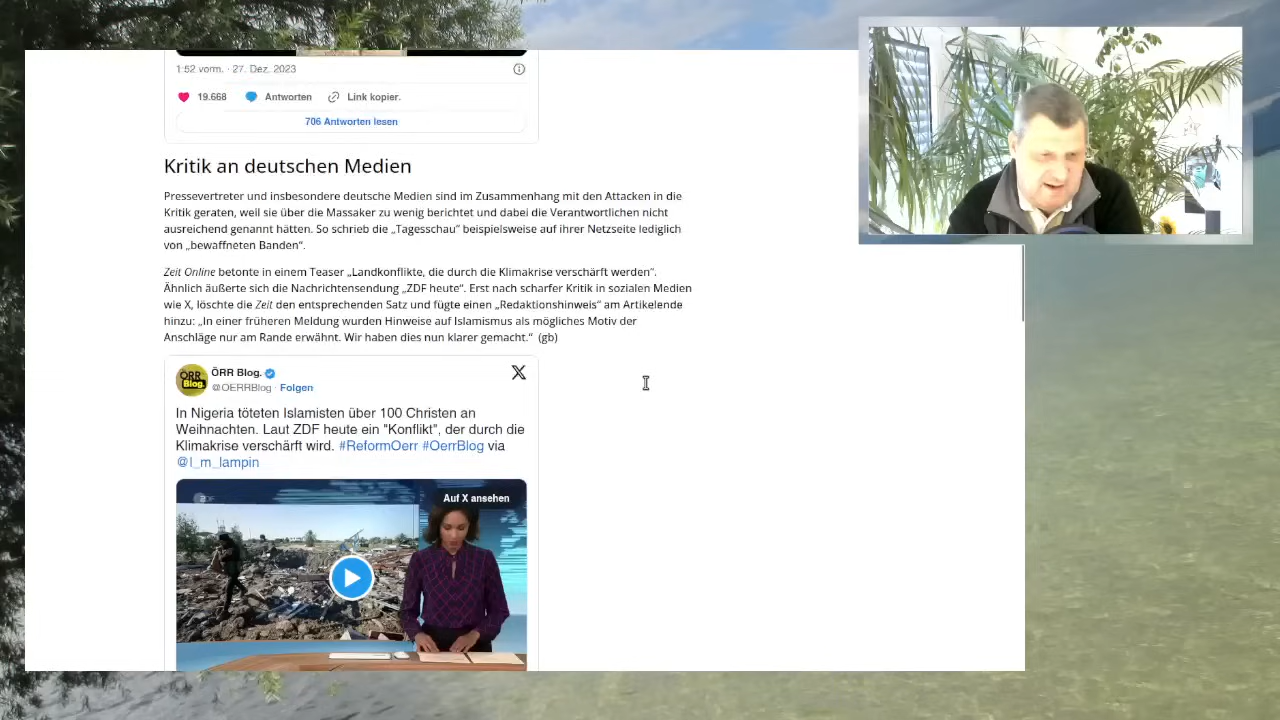 1:52 vorm. · 27. Dez. 2023
19.668 Antworten Link kopier.
706 Antworten lesen
Kritik an deutschen Medien
Pressevertreter und insbesondere deutsche Medien sind im Zusammenhang mit den Attacken in die
Kritik geraten, weil sie über die Massaker zu wenig berichtet und dabei die Verantwortlichen nicht
ausreichend genannt hätten. So schrieb die „Tagesschau“ beispielsweise auf ihrer Netzseite lediglich
von „bewaffneten Banden“.
Zeit Online betonte in einem Teaser „Landkonflikte, die durch die Klimakrise verschärft werden“.
Ähnlich äußerte sich die Nachrichtensendung „ZDF heute“. Erst nach scharfer Kritik in sozialen Medien
wie X, löschte die Zeit den entsprechenden Satz und fügte einen „Redaktionshinweis“ am Artikelende
hinzu: „In einer früheren Meldung wurden Hinweise auf Islamismus als mögliches Motiv der
Anschläge nur am Rande erwähnt. Wir haben dies nun klarer gemacht.“ (gb)
ÖRR Blog.
@OERRBlog · Folgen
In Nigeria töteten Islamisten über 100 Christen an
Weihnachten. Laut ZDF heute ein "Konflikt", der durch die
Klimakrise verschärft wird. #ReformOerr #OerrBlog via
@l_m_lampin
ZDF
Auf X ansehen